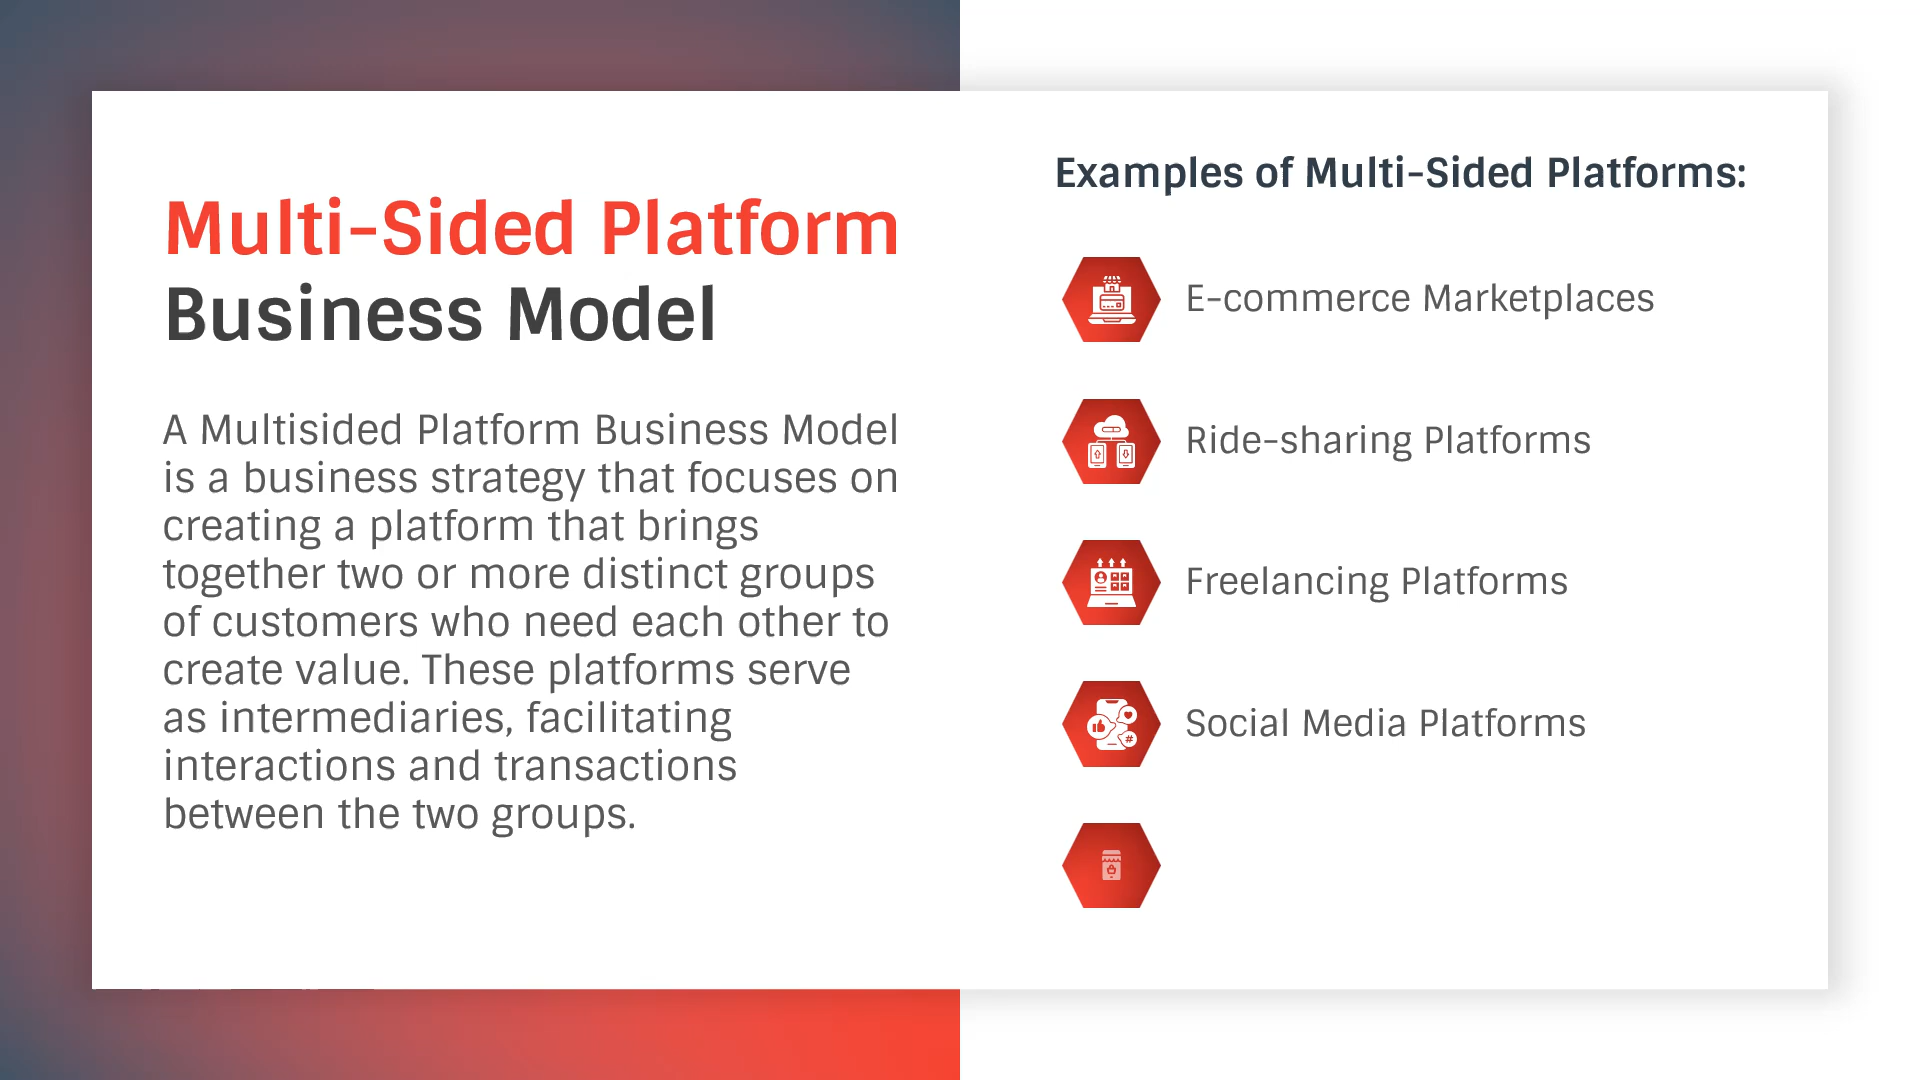 Multi-Sided Platform
Business Model
A Multisided Platform Business Model
is a business strategy that focuses on
creating a platform that brings
together two or more distinct groups
of customers who need each other to
create value. These platforms serve
as intermediaries, facilitating
interactions and transactions
between the two groups.
Examples of Multi-Sided Platforms:
E-commerce Marketplaces
Ride-sharing Platforms
Freelancing Platforms
Social Media Platforms